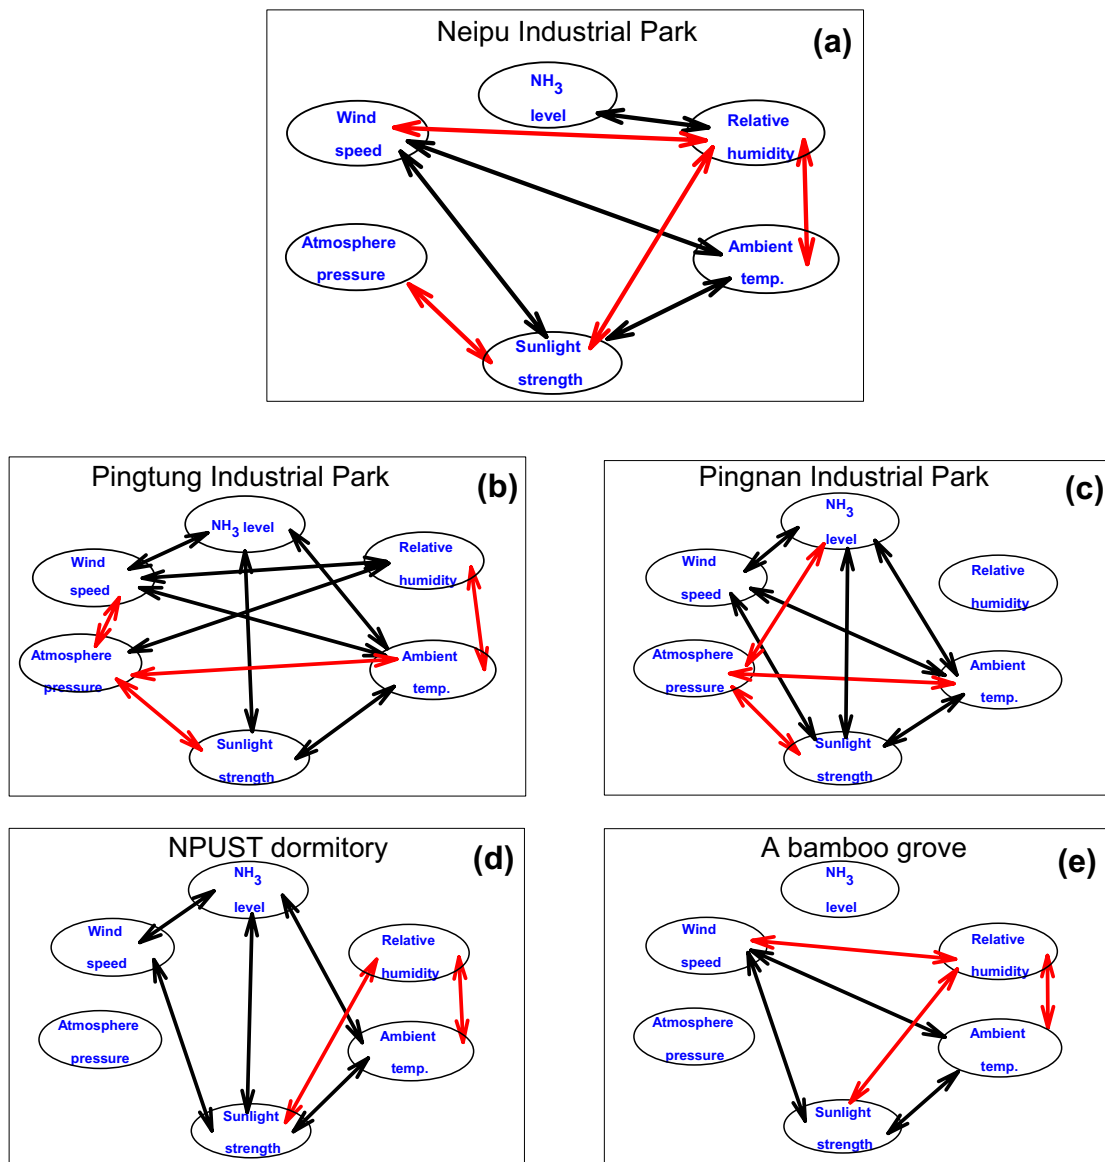 Neipu Industrial Park
(a)
NH3
level
Wind
speed
Relative
humidity
Atmosphere
pressure
Ambient
temp.
Sunlight
strength
Pingtung Industrial Park
(b)
NH3 level
Wind
speed
Relative
humidity
Atmosphere
pressure
Ambient
temp.
Sunlight
strength
Pingnan Industrial Park
(c)
NH3
level
Wind
speed
Relative
humidity
Atmosphere
pressure
Ambient
temp.
Sunlight
strength
NPUST dormitory
(d)
NH3
level
Wind
speed
Relative
humidity
Atmosphere
pressure
Ambient
temp.
Sunlight
strength
A bamboo grove
(e)
NH3
level
Wind
speed
Relative
humidity
Atmosphere
pressure
Ambient
temp.
Sunlight
strength